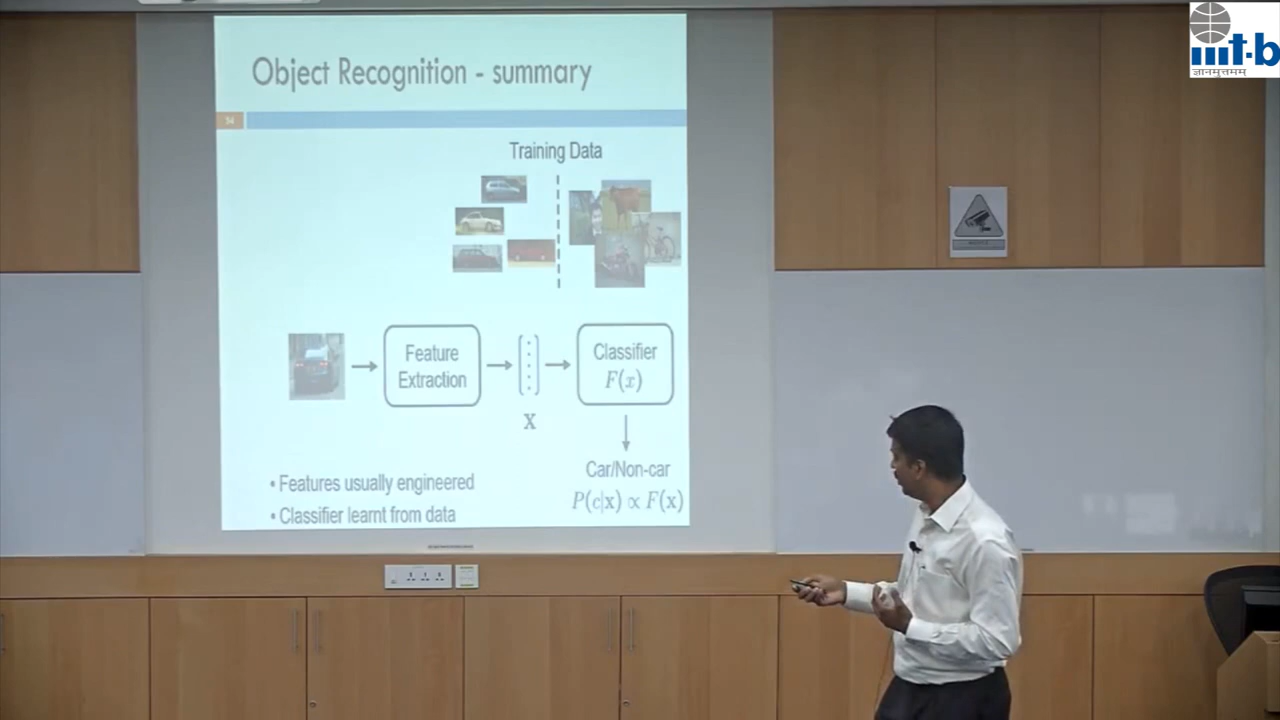 Object Recognition - summary
54
Training Data
Feature
Extraction
x
Classifier
F(x)
Car/Non-car
P(c|x) ∝ F(x)
• Features usually engineered
• Classifier learnt from data
iiit-b
ज्ञानमुत्तमम्